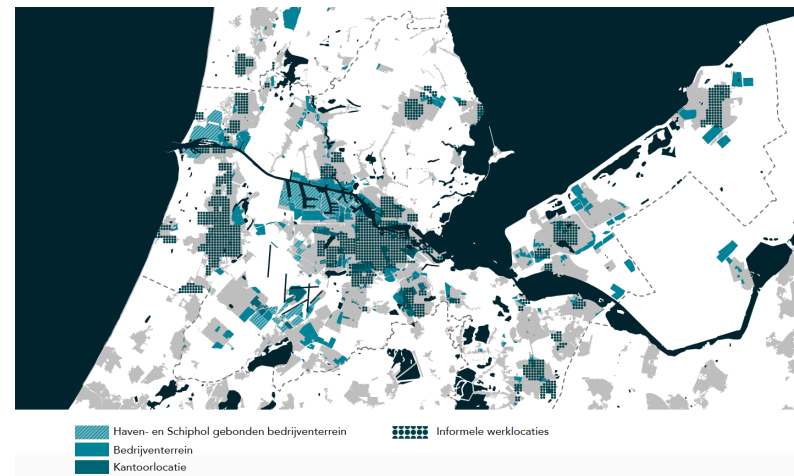 Haven- en Schiphol gebonden bedrijventerrein
Informele werklocaties
Bedrijventerrein
Kantoorlocatie